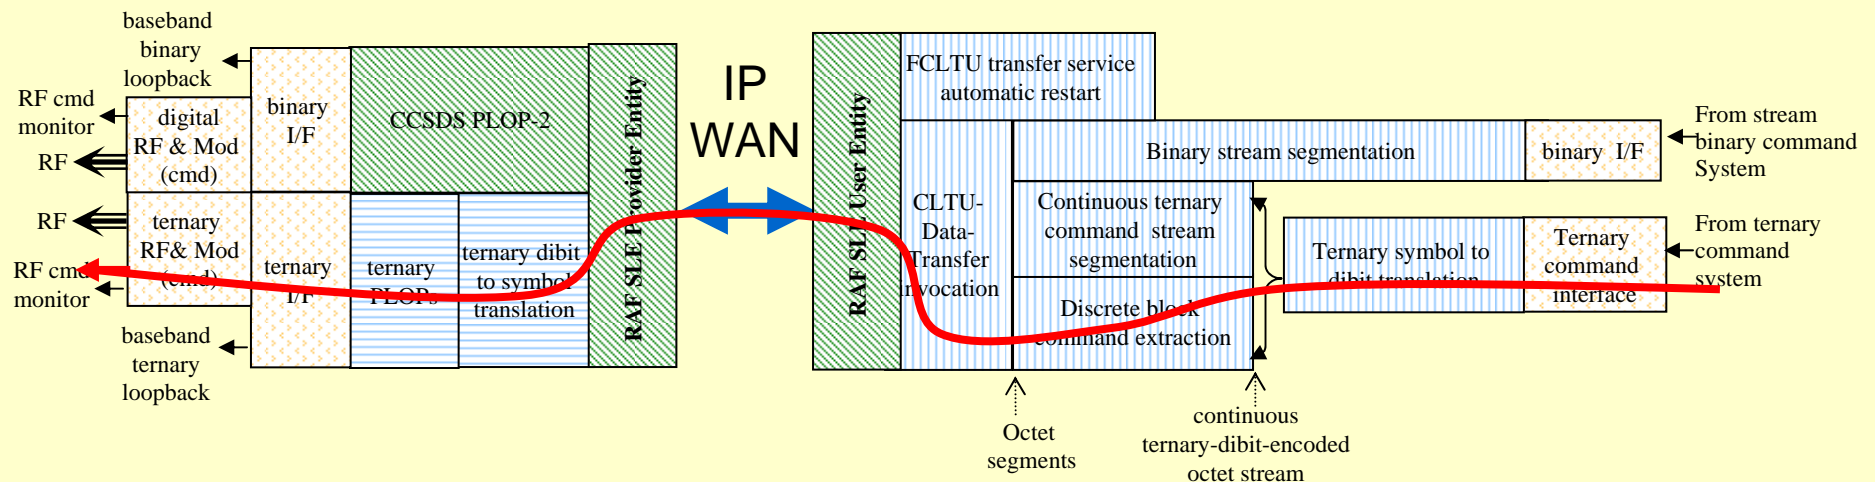 baseband
binary
loopback
RF cmd
monitor
RF
RF
RF cmd
monitor
baseband
ternary
loopback
digital
RF & Mod
(cmd)
ternary
RF& Mod
(cmd)
binary
I/F
ternary
I/F
CCSDS PLOP-2
ternary
PLOPs
ternary dibit
to symbol
translation
RAF SLE Provider Entity
IP
WAN
RAF SLE User Entity
FCLTU transfer service
automatic restart
CLTU-
Data-
Transfer
invocation
Binary stream segmentation
binary I/F
From stream
binary command
System
Continuous ternary
command stream
segmentation
Discrete block
command extraction
Ternary symbol to
dibit translation
Ternary
command
interface
From ternary
command
system
Octet
segments
continuous
ternary-dibit-encoded
octet stream